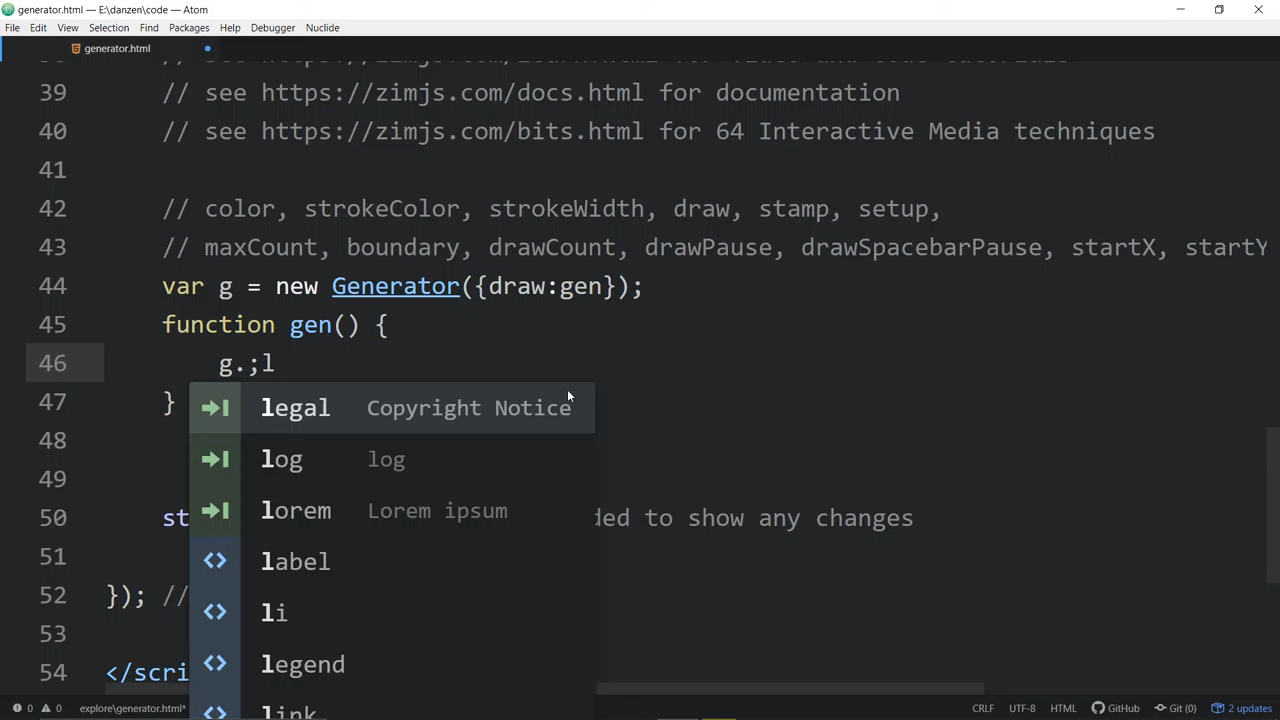 generator.html — E:\danzen\code — Atom
File Edit View Selection Find Packages Help Debugger Nuclide
generator.html
39 // see https://zimjs.com/docs.html for documentation
40 // see https://zimjs.com/bits.html for 64 Interactive Media techniques
41
42 // color, strokeColor, strokeWidth, draw, stamp, setup,
43 // maxCount, boundary, drawCount, drawPause, drawSpacebarPause, startX, startY
44 var g = new Generator({draw:gen});
45 function gen() {
46 g.;l
47 }
legal Copyright Notice
48
log log
49
lorem Lorem ipsum
50 st ded to show any changes
51
label
52 }); //
li
53
legend
54 </scri
link
0 0 explore\generator.html* CRLF UTF-8 HTML GitHub Git (0) 2 updates